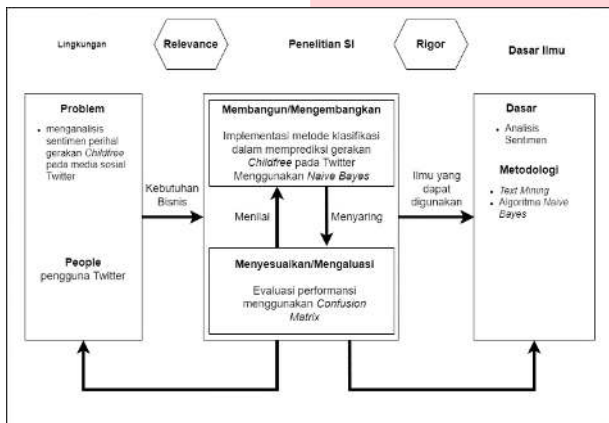 Lingkungan
Relevance
Penelitian SI
Rigor
Dasar Ilmu
Problem
• menganalisis
sentimen perihal
gerakan Childfree
pada media sosial
Twitter
People
pengguna Twitter
Kebutuhan
Bisnis
Membangun/Mengembangkan
Implementasi metode klasifikasi
dalam memprediksi gerakan
Childfree pada Twitter
Menggunakan Naive Bayes
Menilai
Menyaring
Menyesuaikan/Mengaluasi
Evaluasi performansi
menggunakan Confusion
Matrix
Ilmu yang
dapat
digunakan
Dasar
• Analisis
Sentimen
Metodologi
• Text Mining
• Algoritma Naive
Bayes